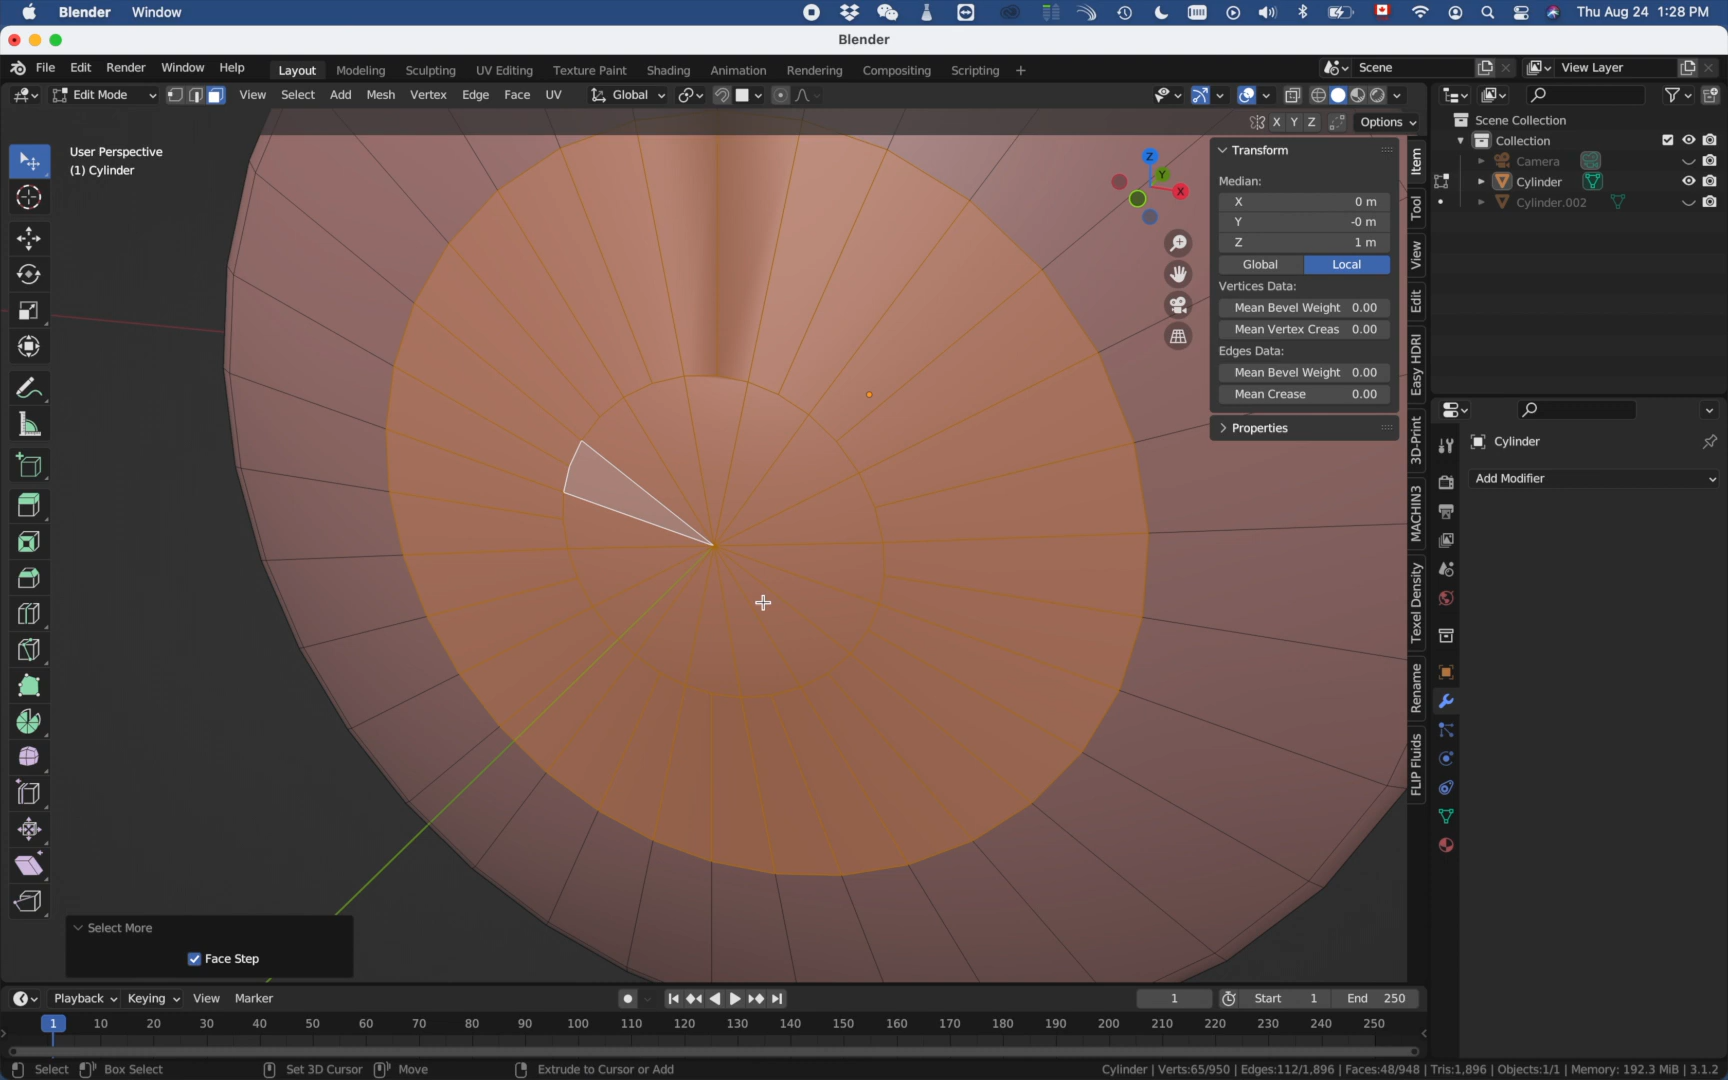 Blender Window Thu Aug 24 1:28 PM
Blender
File Edit Render Window Help Layout Modeling Sculpting UV Editing Texture Paint Shading Animation Rendering Compositing Scripting + Scene View Layer
Edit Mode View Select Add Mesh Vertex Edge Face UV Global
X Y Z Options
User Perspective
(1) Cylinder
Z
Y
X
Transform
Median:
X 0 m
Y -0 m
Z 1 m
Global Local
Vertices Data:
Mean Bevel Weight 0.00
Mean Vertex Creas 0.00
Edges Data:
Mean Bevel Weight 0.00
Mean Crease 0.00
Properties
Item
Tool
View
Edit
Easy HDRI
3D-Print
MACHIN3
Texel Density
Rename
FLIP Fluids
Scene Collection
Collection
Camera
Cylinder
Cylinder.002
Cylinder
Add Modifier
Select More
Face Step
Playback Keying View Marker 1 Start 1 End 250
1 10 20 30 40 50 60 70 80 90 100 110 120 130 140 150 160 170 180 190 200 210 220 230 240 250
Select Box Select Set 3D Cursor Move Extrude to Cursor or Add Cylinder | Verts:65/950 | Edges:112/1,896 | Faces:48/948 | Tris:1,896 | Objects:1/1 | Memory: 192.3 MiB | 3.1.2